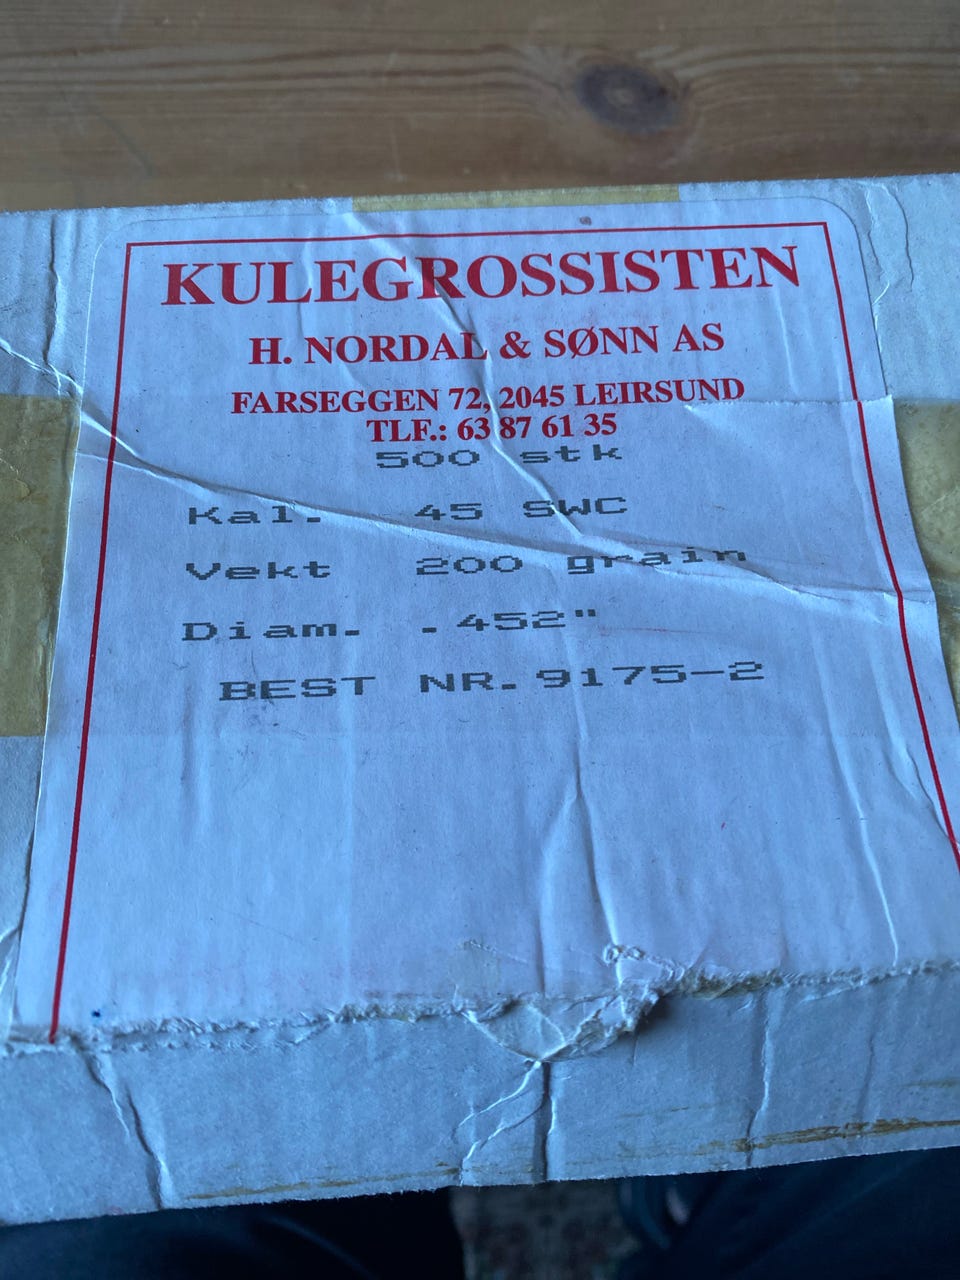 KULEGROSSISTEN
H. NORDAL & SØNN AS
FARSEGGEN 72, 2045 LEIRSUND
TLF.: 63 87 61 35
500 stk
Kal. 45 SWC
Vekt 200 grain
Diam. .452"
BEST NR. 9175-2